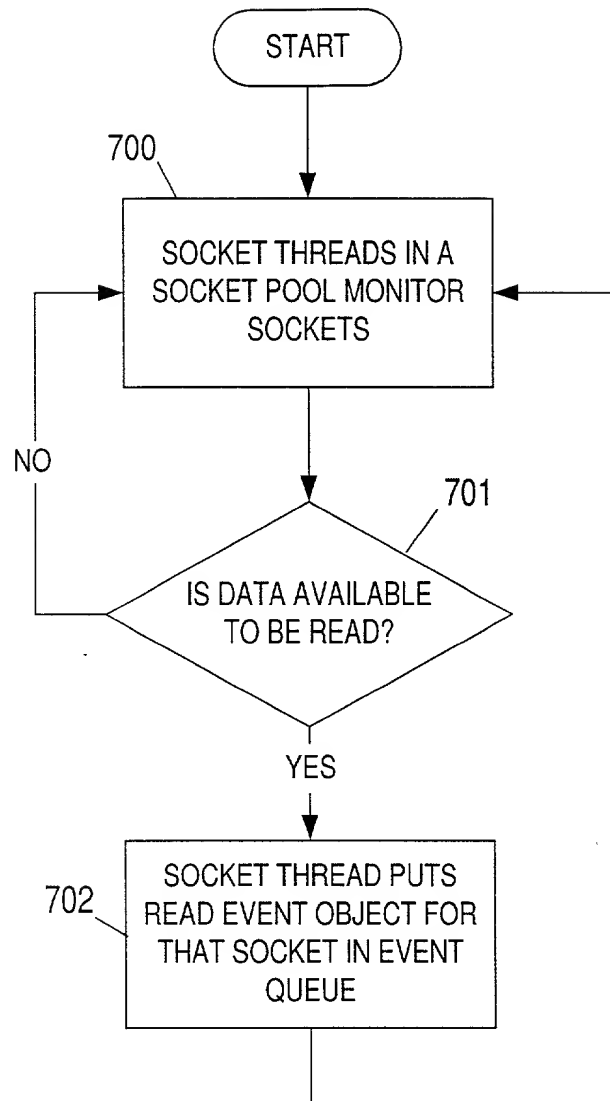 START
700
SOCKET THREADS IN A
SOCKET POOL MONITOR
SOCKETS
NO
701
IS DATA AVAILABLE
TO BE READ?
YES
702
SOCKET THREAD PUTS
READ EVENT OBJECT FOR
THAT SOCKET IN EVENT
QUEUE